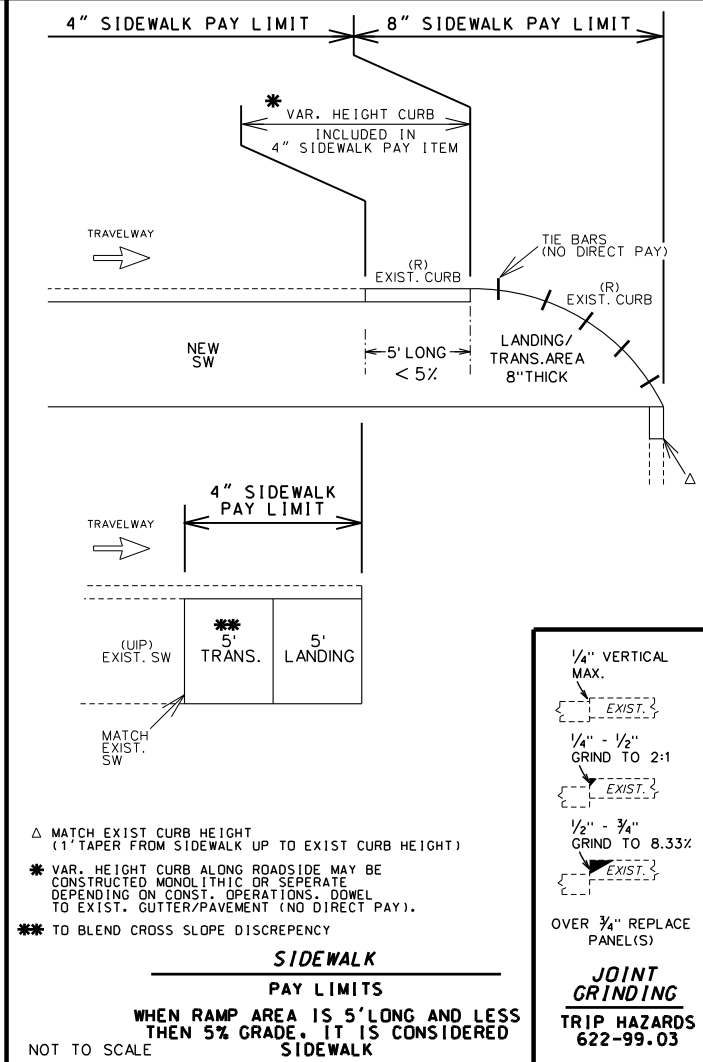 4" SIDEWALK PAY LIMIT
8" SIDEWALK PAY LIMIT
*
VAR. HEIGHT CURB
INCLUDED IN
4" SIDEWALK PAY ITEM
TRAVELWAY
TIE BARS
(NO DIRECT PAY)
(R)
EXIST. CURB
(R)
EXIST. CURB
NEW
SW
5' LONG
< 5%
LANDING/
TRANS.AREA
8"THICK
△
4" SIDEWALK
PAY LIMIT
TRAVELWAY
(UIP)
EXIST. SW
**
5'
TRANS.
5'
LANDING
MATCH
EXIST.
SW
△ MATCH EXIST CURB HEIGHT
(1'TAPER FROM SIDEWALK UP TO EXIST CURB HEIGHT)
* VAR. HEIGHT CURB ALONG ROADSIDE MAY BE
CONSTRUCTED MONOLITHIC OR SEPERATE
DEPENDING ON CONST. OPERATIONS. DOWEL
TO EXIST. GUTTER/PAVEMENT (NO DIRECT PAY).
** TO BLEND CROSS SLOPE DISCREPENCY
SIDEWALK
PAY LIMITS
WHEN RAMP AREA IS 5'LONG AND LESS
THEN 5% GRADE, IT IS CONSIDERED
SIDEWALK
NOT TO SCALE
1/4" VERTICAL
MAX.
EXIST.
1/4" - 1/2"
GRIND TO 2:1
EXIST.
1/2" - 3/4"
GRIND TO 8.33%
EXIST.
OVER 3/4" REPLACE
PANEL(S)
JOINT
GRINDING
TRIP HAZARDS
622-99.03